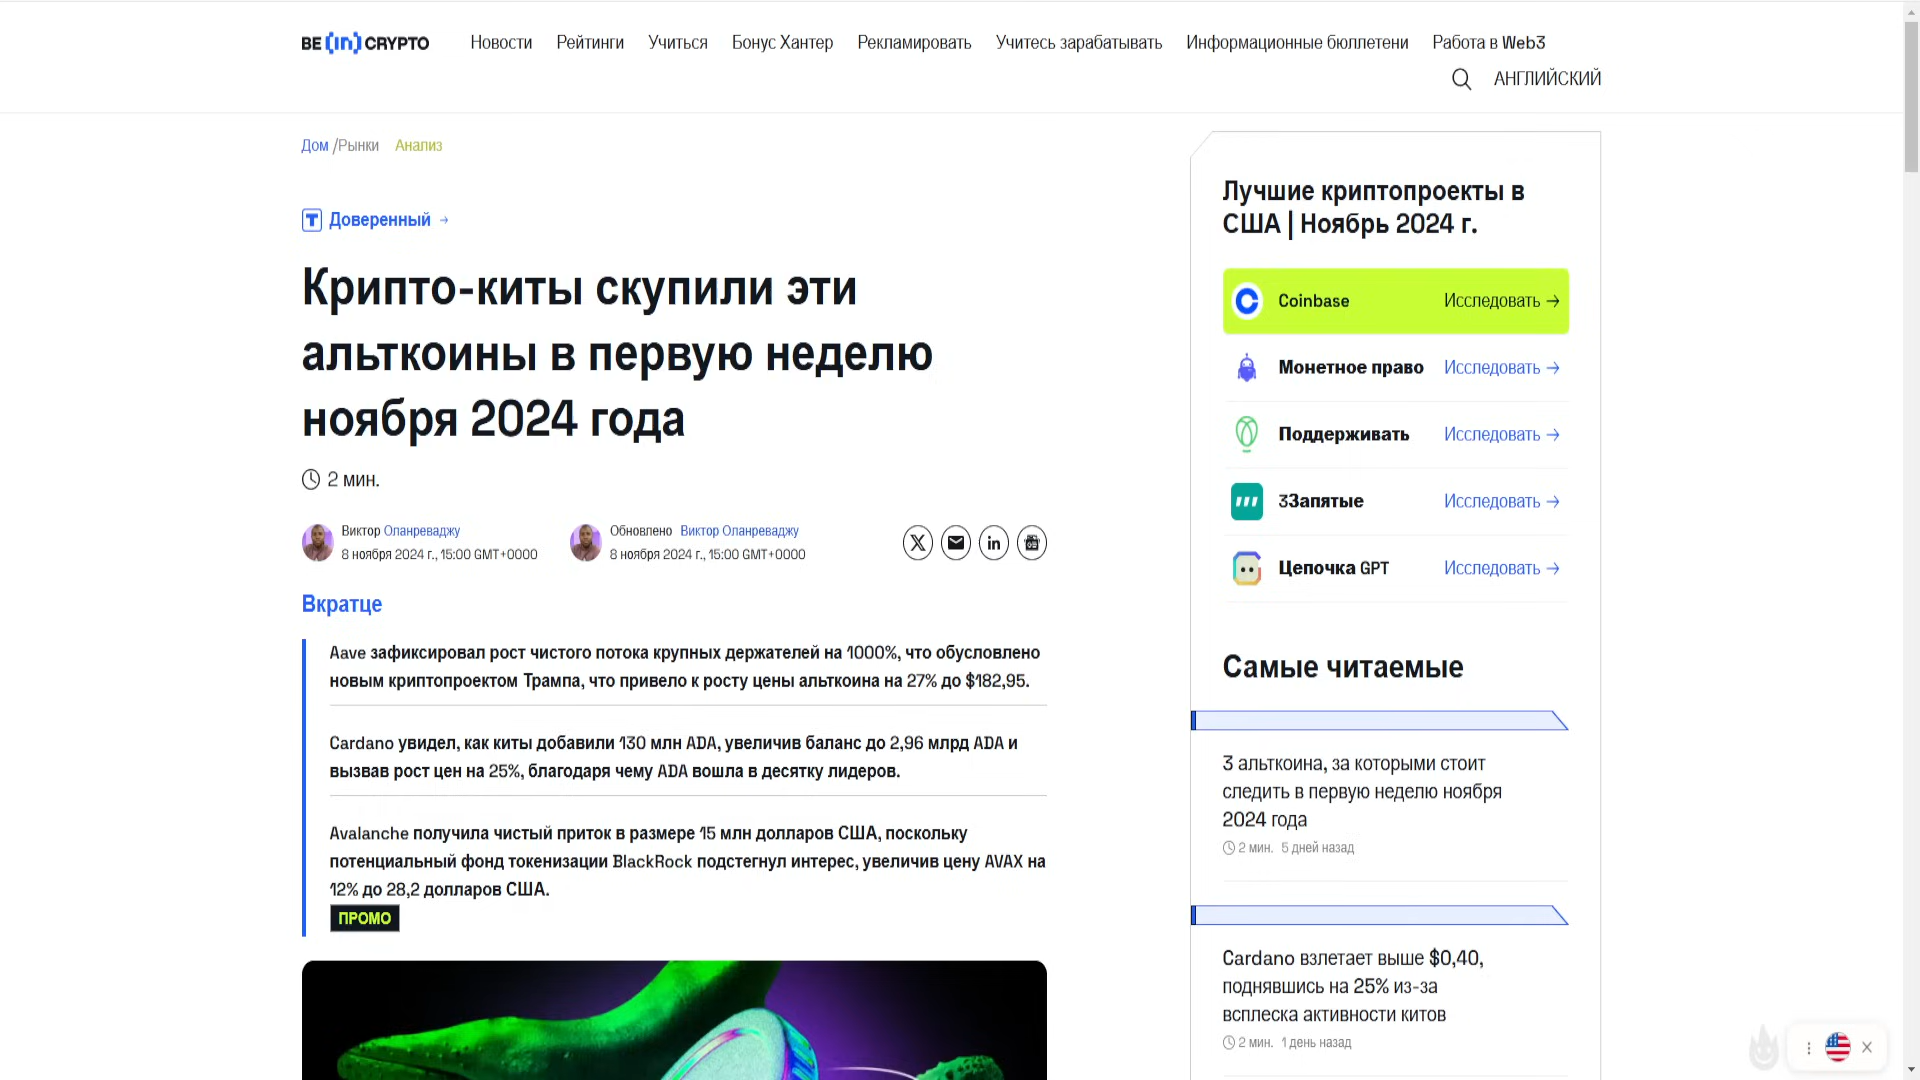 BE [in] CRYPTO
Новости Рейтинги Учиться Бонус Хантер Рекламировать Учитесь зарабатывать Информационные бюллетени Работа в Web3
АНГЛИЙСКИЙ
Дом /Рынки Анализ
Доверенный →
Крипто-киты скупили эти
альткоины в первую неделю
ноября 2024 года
2 мин.
Виктор Оланреваджу
8 ноября 2024 г., 15:00 GMT+0000
Обновлено Виктор Оланреваджу
8 ноября 2024 г., 15:00 GMT+0000
Вкратце
Aave зафиксировал рост чистого потока крупных держателей на 1000%, что обусловлено
новым криптопроектом Трампа, что привело к росту цены альткоина на 27% до $182,95.
Cardano увидел, как киты добавили 130 млн ADA, увеличив баланс до 2,96 млрд ADA и
вызвав рост цен на 25%, благодаря чему ADA вошла в десятку лидеров.
Avalanche получила чистый приток в размере 15 млн долларов США, поскольку
потенциальный фонд токенизации BlackRock подстегнул интерес, увеличив цену AVAX на
12% до 28,2 долларов США.
ПРОМО
Лучшие криптопроекты в
США | Ноябрь 2024 г.
Coinbase Исследовать →
Монетное право Исследовать →
Поддерживать Исследовать →
3Запятые Исследовать →
Цепочка GPT Исследовать →
Самые читаемые
3 альткоина, за которыми стоит
следить в первую неделю ноября
2024 года
2 мин. 5 дней назад
Cardano взлетает выше $0,40,
поднявшись на 25% из-за
всплеска активности китов
2 мин. 1 день назад